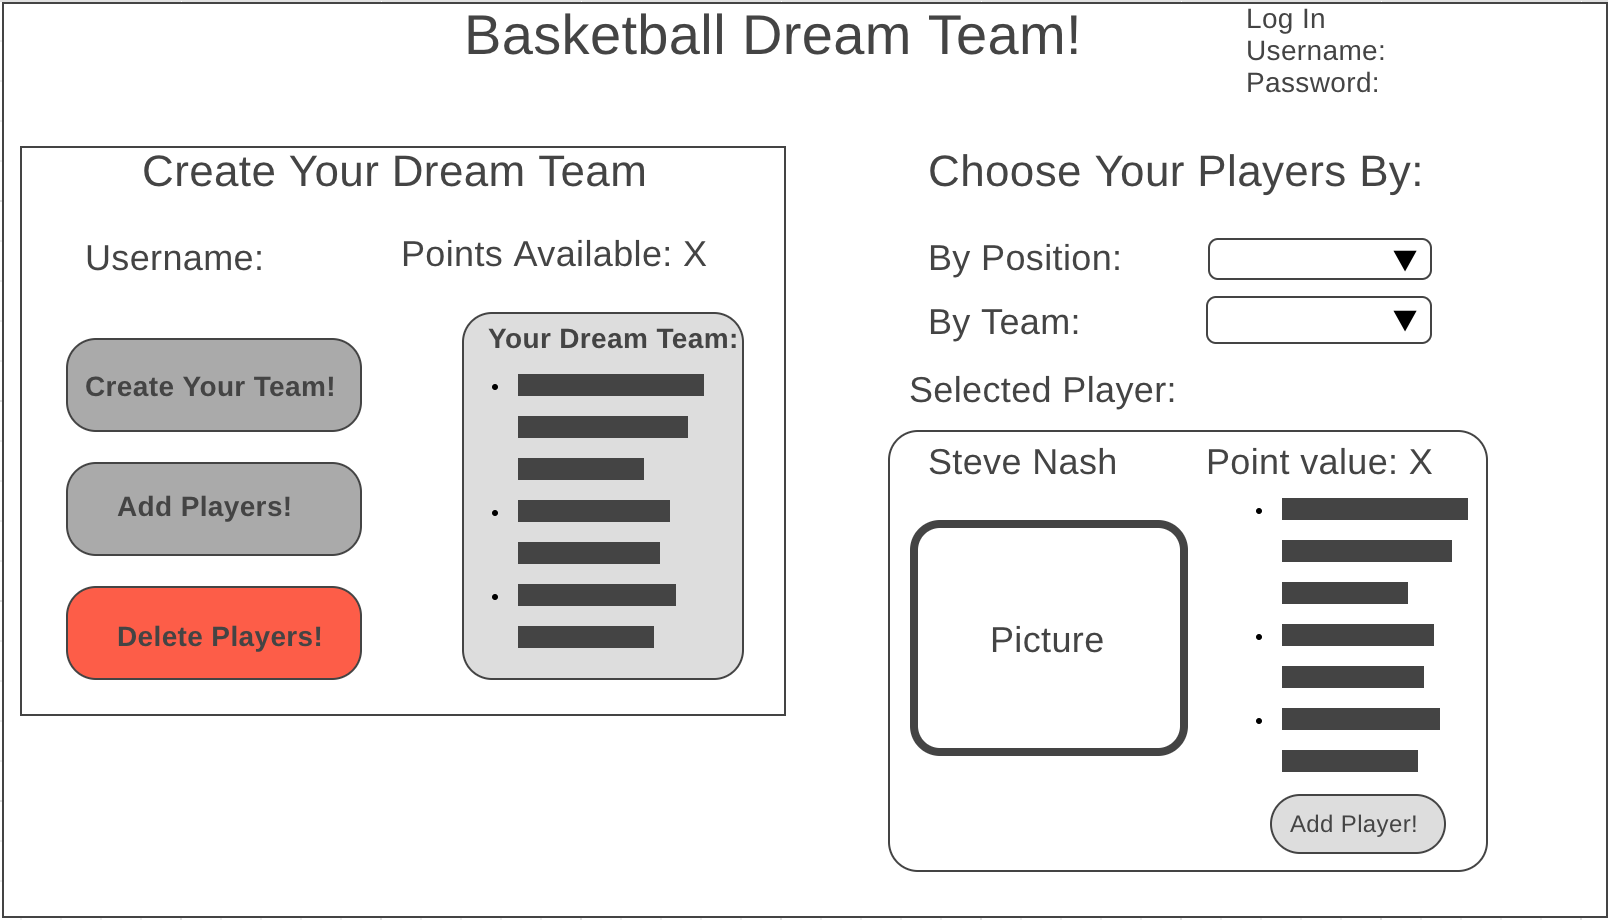 Basketball Dream Team!
Log In
Username:
Password:
Create Your Dream Team
Username:
Points Available: X
Create Your Team!
Add Players!
Delete Players!
Your Dream Team:
Choose Your Players By:
By Position:
By Team:
Selected Player:
Steve Nash
Point value: X
Picture
Add Player!